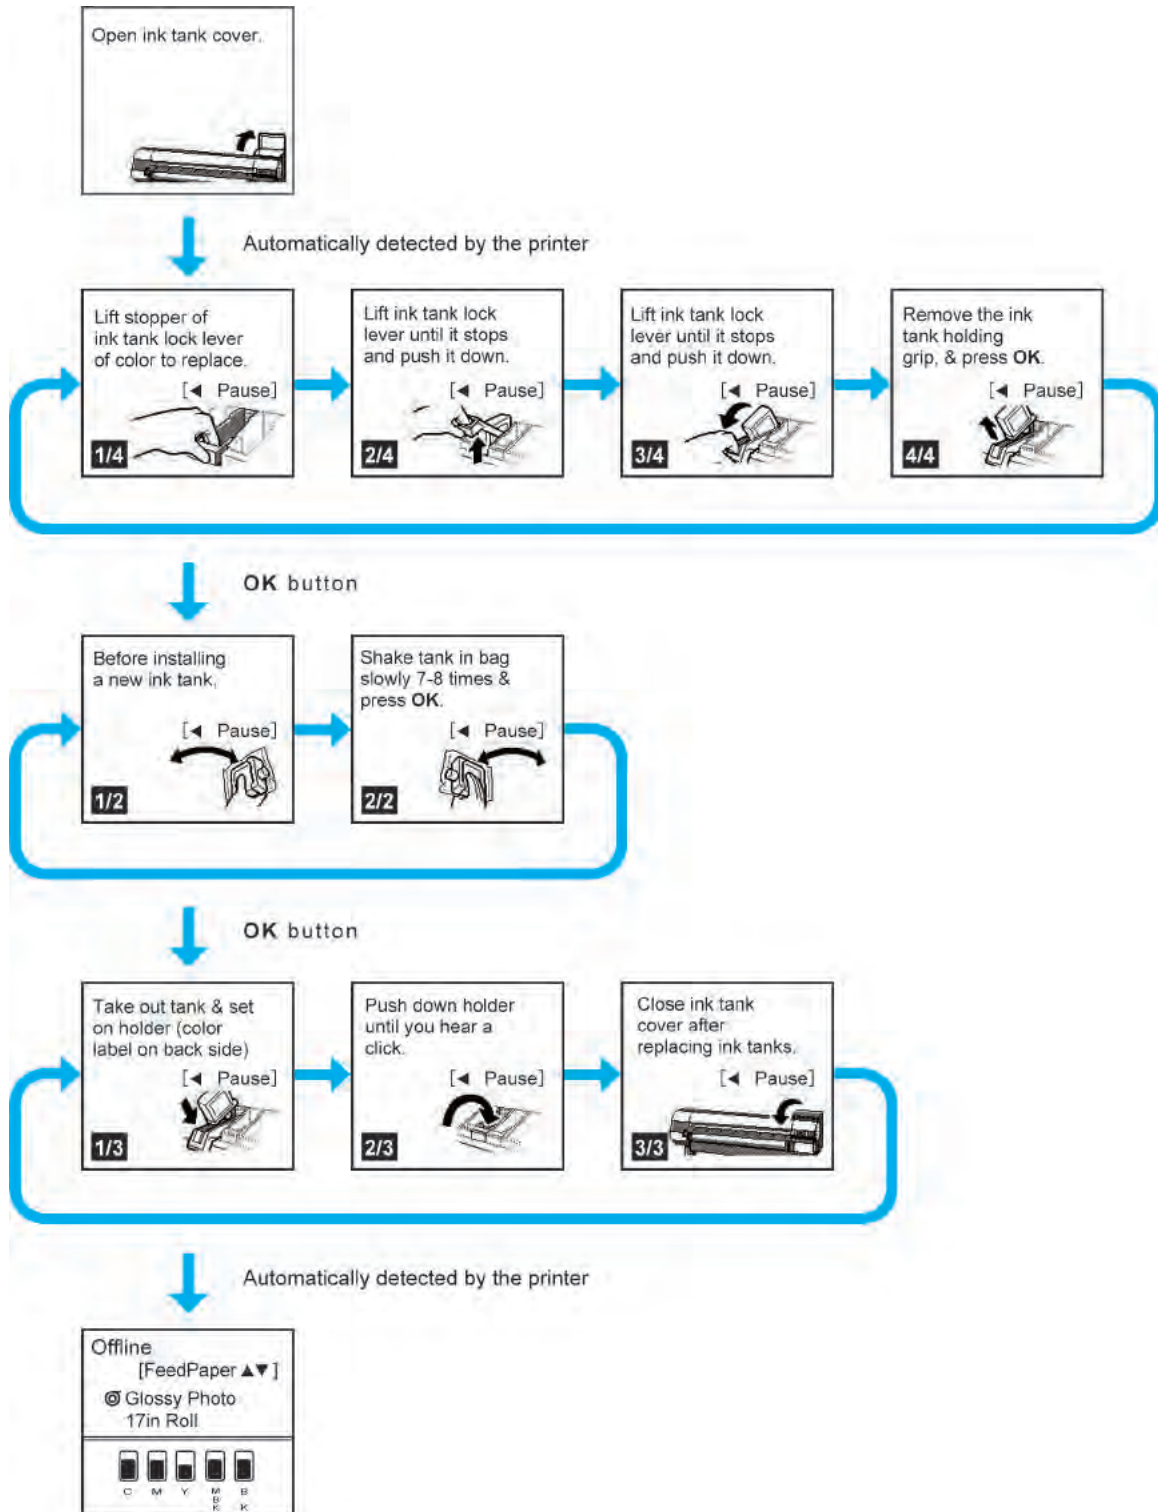 Open ink tank cover.
Automatically detected by the printer
Lift stopper of
ink tank lock lever
of color to replace.
[◄ Pause]
1/4
Lift ink tank lock
lever until it stops
and push it down.
[◄ Pause]
2/4
Lift ink tank lock
lever until it stops
and push it down.
[◄ Pause]
3/4
Remove the ink
tank holding
grip, & press OK.
[◄ Pause]
4/4
OK button
Before installing
a new ink tank,
[◄ Pause]
1/2
Shake tank in bag
slowly 7-8 times &
press OK.
[◄ Pause]
2/2
OK button
Take out tank & set
on holder (color
label on back side)
[◄ Pause]
1/3
Push down holder
until you hear a
click.
[◄ Pause]
2/3
Close ink tank
cover after
replacing ink tanks.
[◄ Pause]
3/3
Automatically detected by the printer
Offline
[FeedPaper ▲▼]
Glossy Photo
17in Roll
C M Y MBK BK